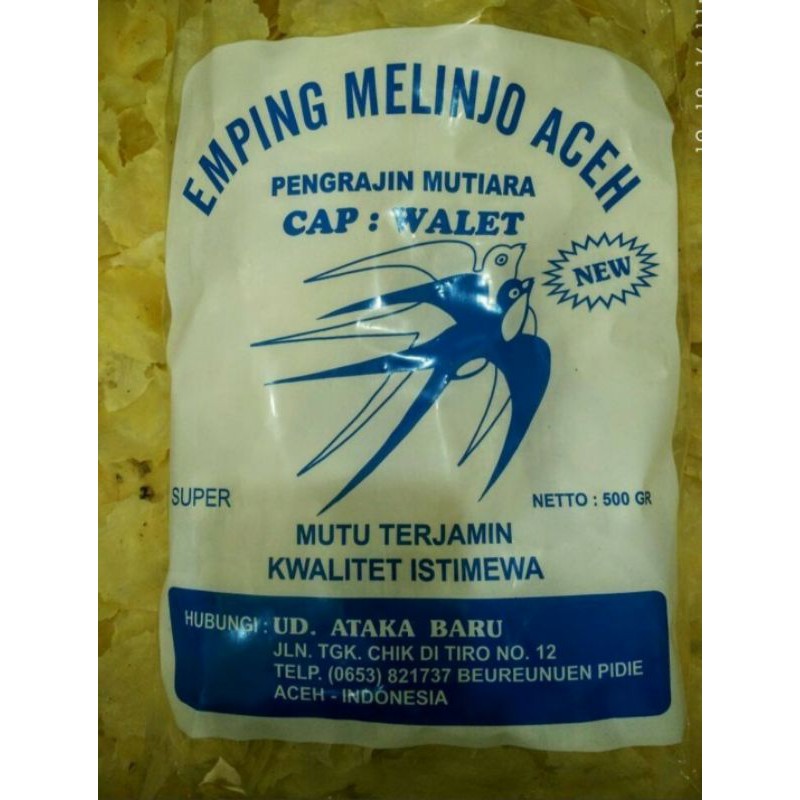 EMPING MELINJO ACEH
PENGRAJIN MUTIARA
CAP : WALET
NEW
SUPER
NETTO : 500 GR
MUTU TERJAMIN
KWALITET ISTIMEWA
HUBUNGI : UD. ATAKA BARU
JLN. TGK. CHIK DI TIRO NO. 12
TELP. (0653) 821737 BEUREUNUEN PIDIE
ACEH - INDONESIA